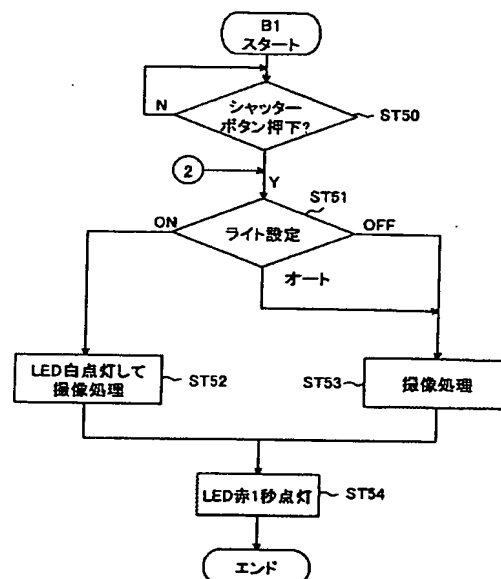 B1
スタート
N
シャッター
ボタン押下?
ST50
2
Y
ST51
ON
ライト設定
OFF
オート
LED白点灯して
撮像処理
ST52
ST53
撮像処理
LED赤1秒点灯
ST54
エンド